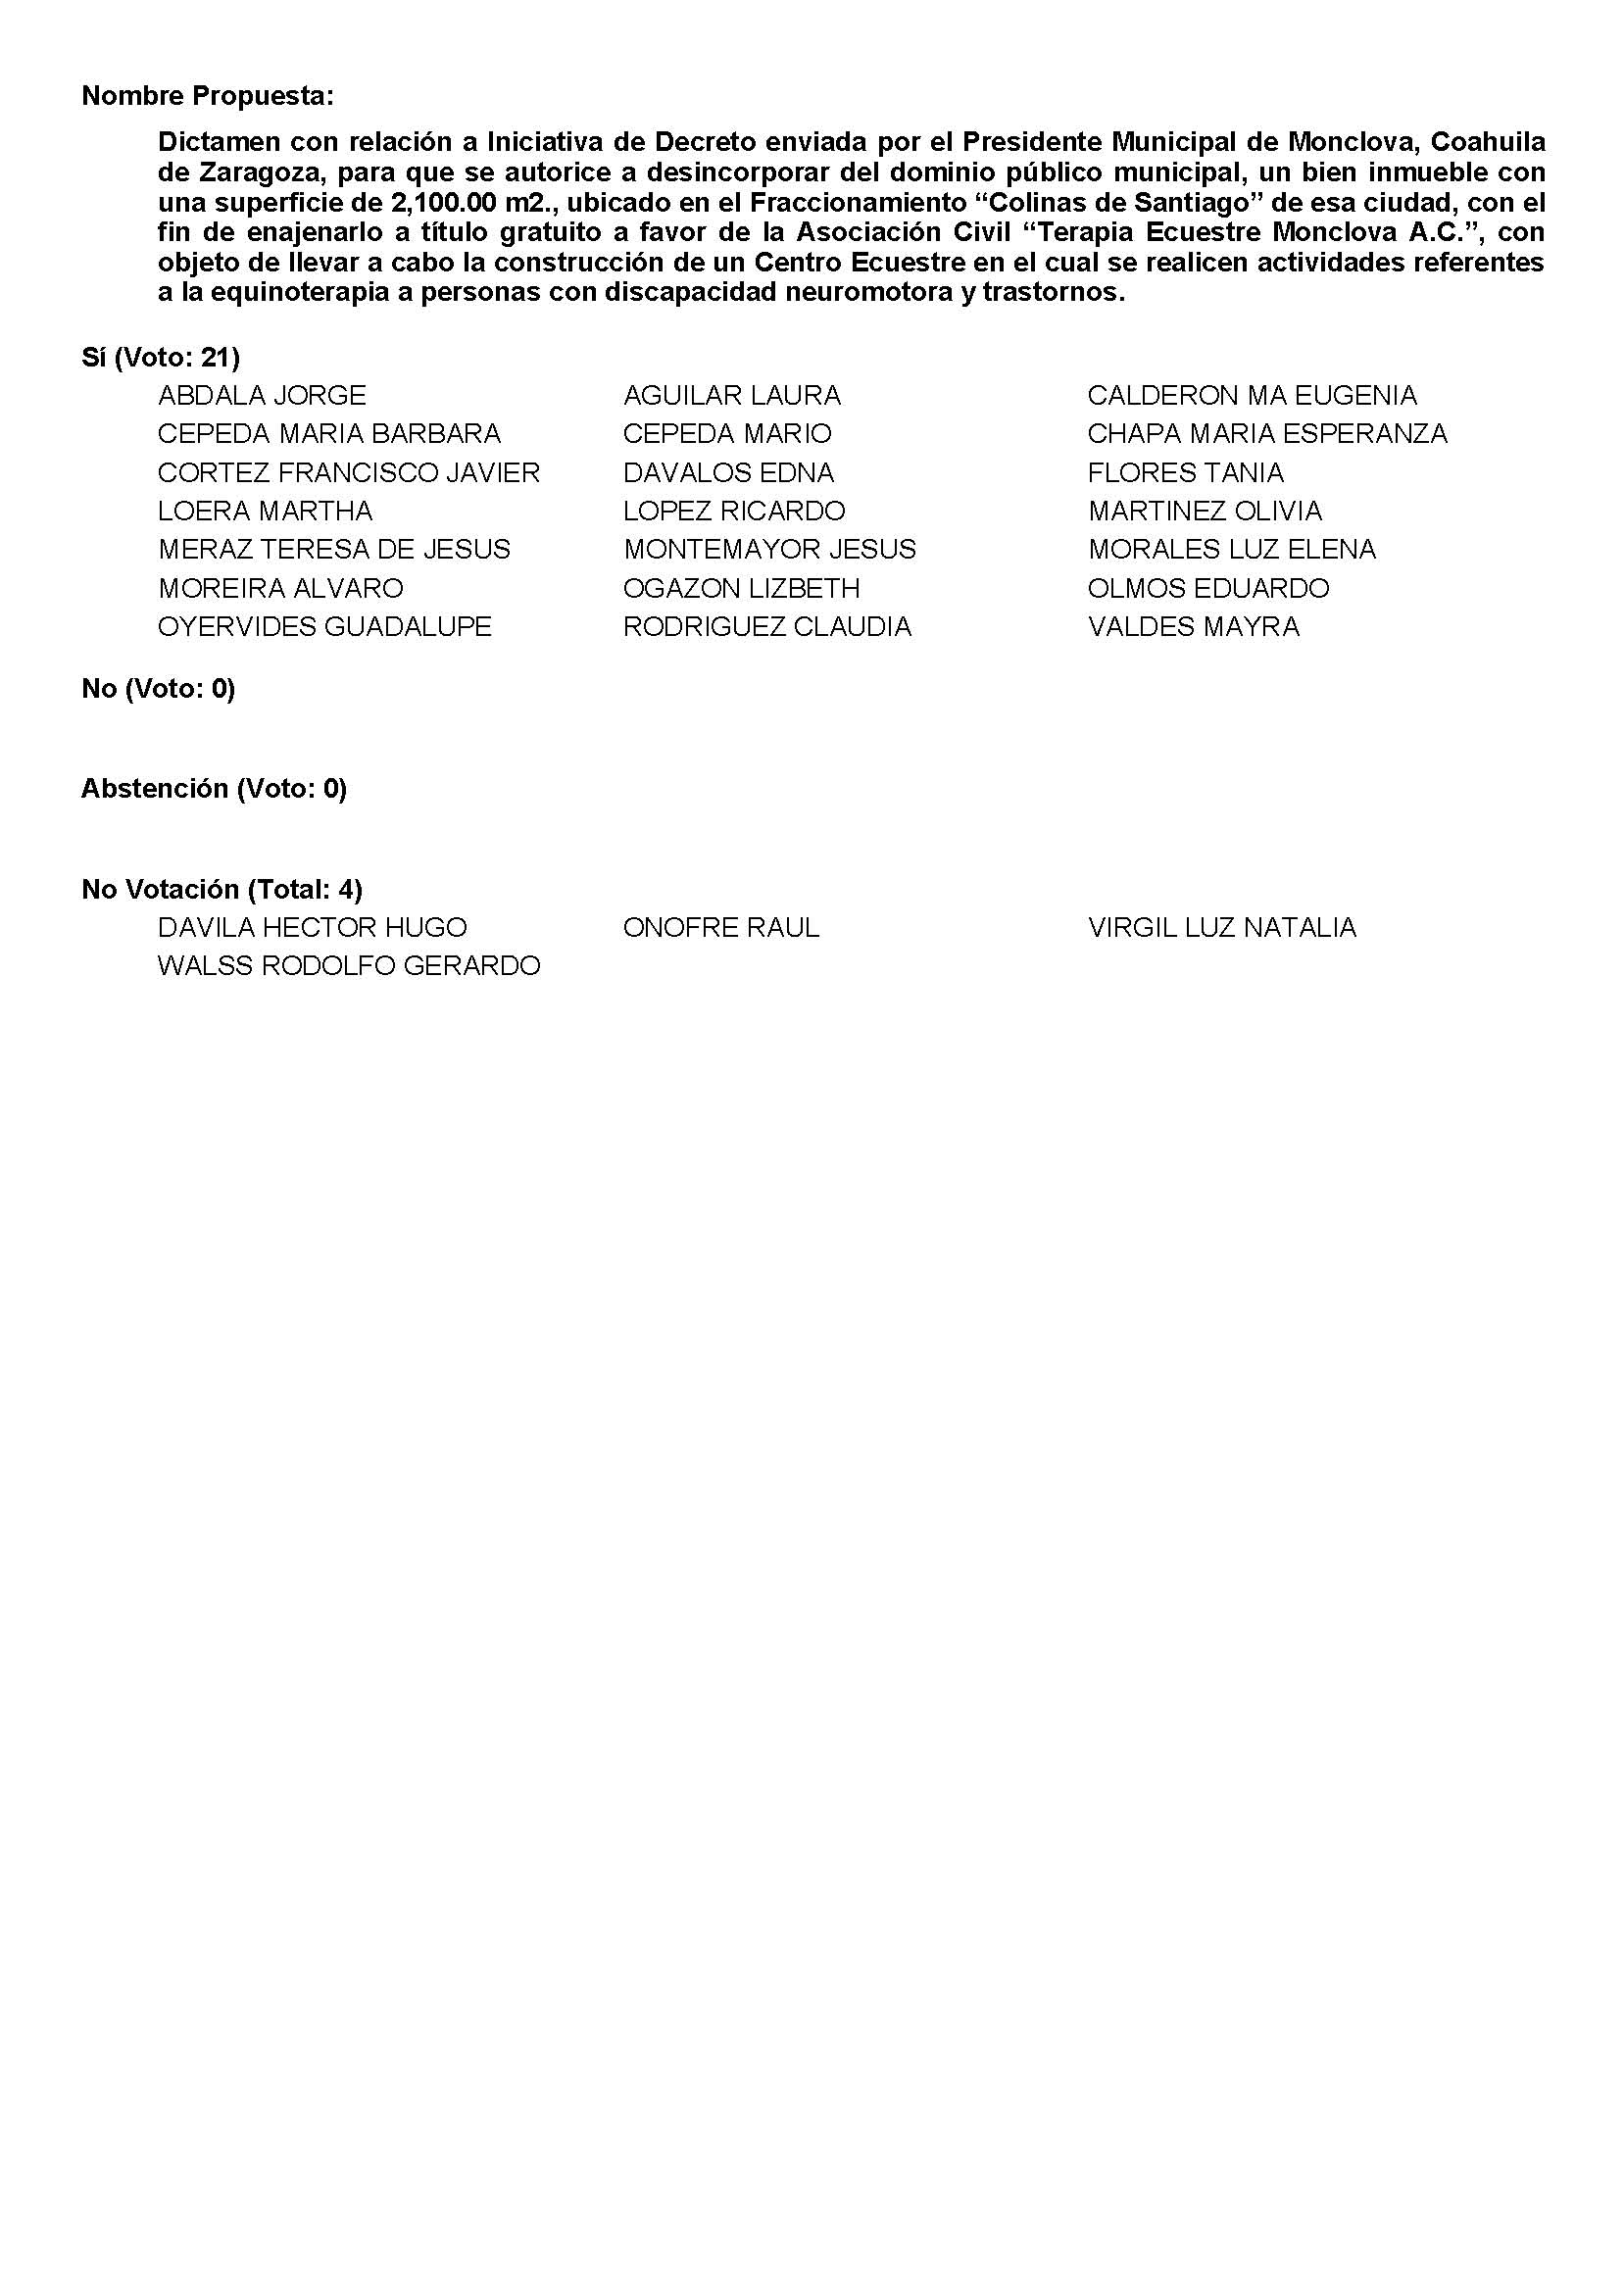 Nombre Propuesta:
Dictamen con relación a Iniciativa de Decreto enviada por el Presidente Municipal de Monclova, Coahuila
de Zaragoza, para que se autorice a desincorporar del dominio público municipal, un bien inmueble con
una superficie de 2,100.00 m2., ubicado en el Fraccionamiento “Colinas de Santiago” de esa ciudad, con el
fin de enajenarlo a título gratuito a favor de la Asociación Civil “Terapia Ecuestre Monclova A.C.”, con
objeto de llevar a cabo la construcción de un Centro Ecuestre en el cual se realicen actividades referentes
a la equinoterapia a personas con discapacidad neuromotora y trastornos.
Sí (Voto: 21)
ABDALA JORGE AGUILAR LAURA CALDERON MA EUGENIA
CEPEDA MARIA BARBARA CEPEDA MARIO CHAPA MARIA ESPERANZA
CORTEZ FRANCISCO JAVIER DAVALOS EDNA FLORES TANIA
LOERA MARTHA LOPEZ RICARDO MARTINEZ OLIVIA
MERAZ TERESA DE JESUS MONTEMAYOR JESUS MORALES LUZ ELENA
MOREIRA ALVARO OGAZON LIZBETH OLMOS EDUARDO
OYERVIDES GUADALUPE RODRIGUEZ CLAUDIA VALDES MAYRA
No (Voto: 0)
Abstención (Voto: 0)
No Votación (Total: 4)
DAVILA HECTOR HUGO ONOFRE RAUL VIRGIL LUZ NATALIA
WALSS RODOLFO GERARDO